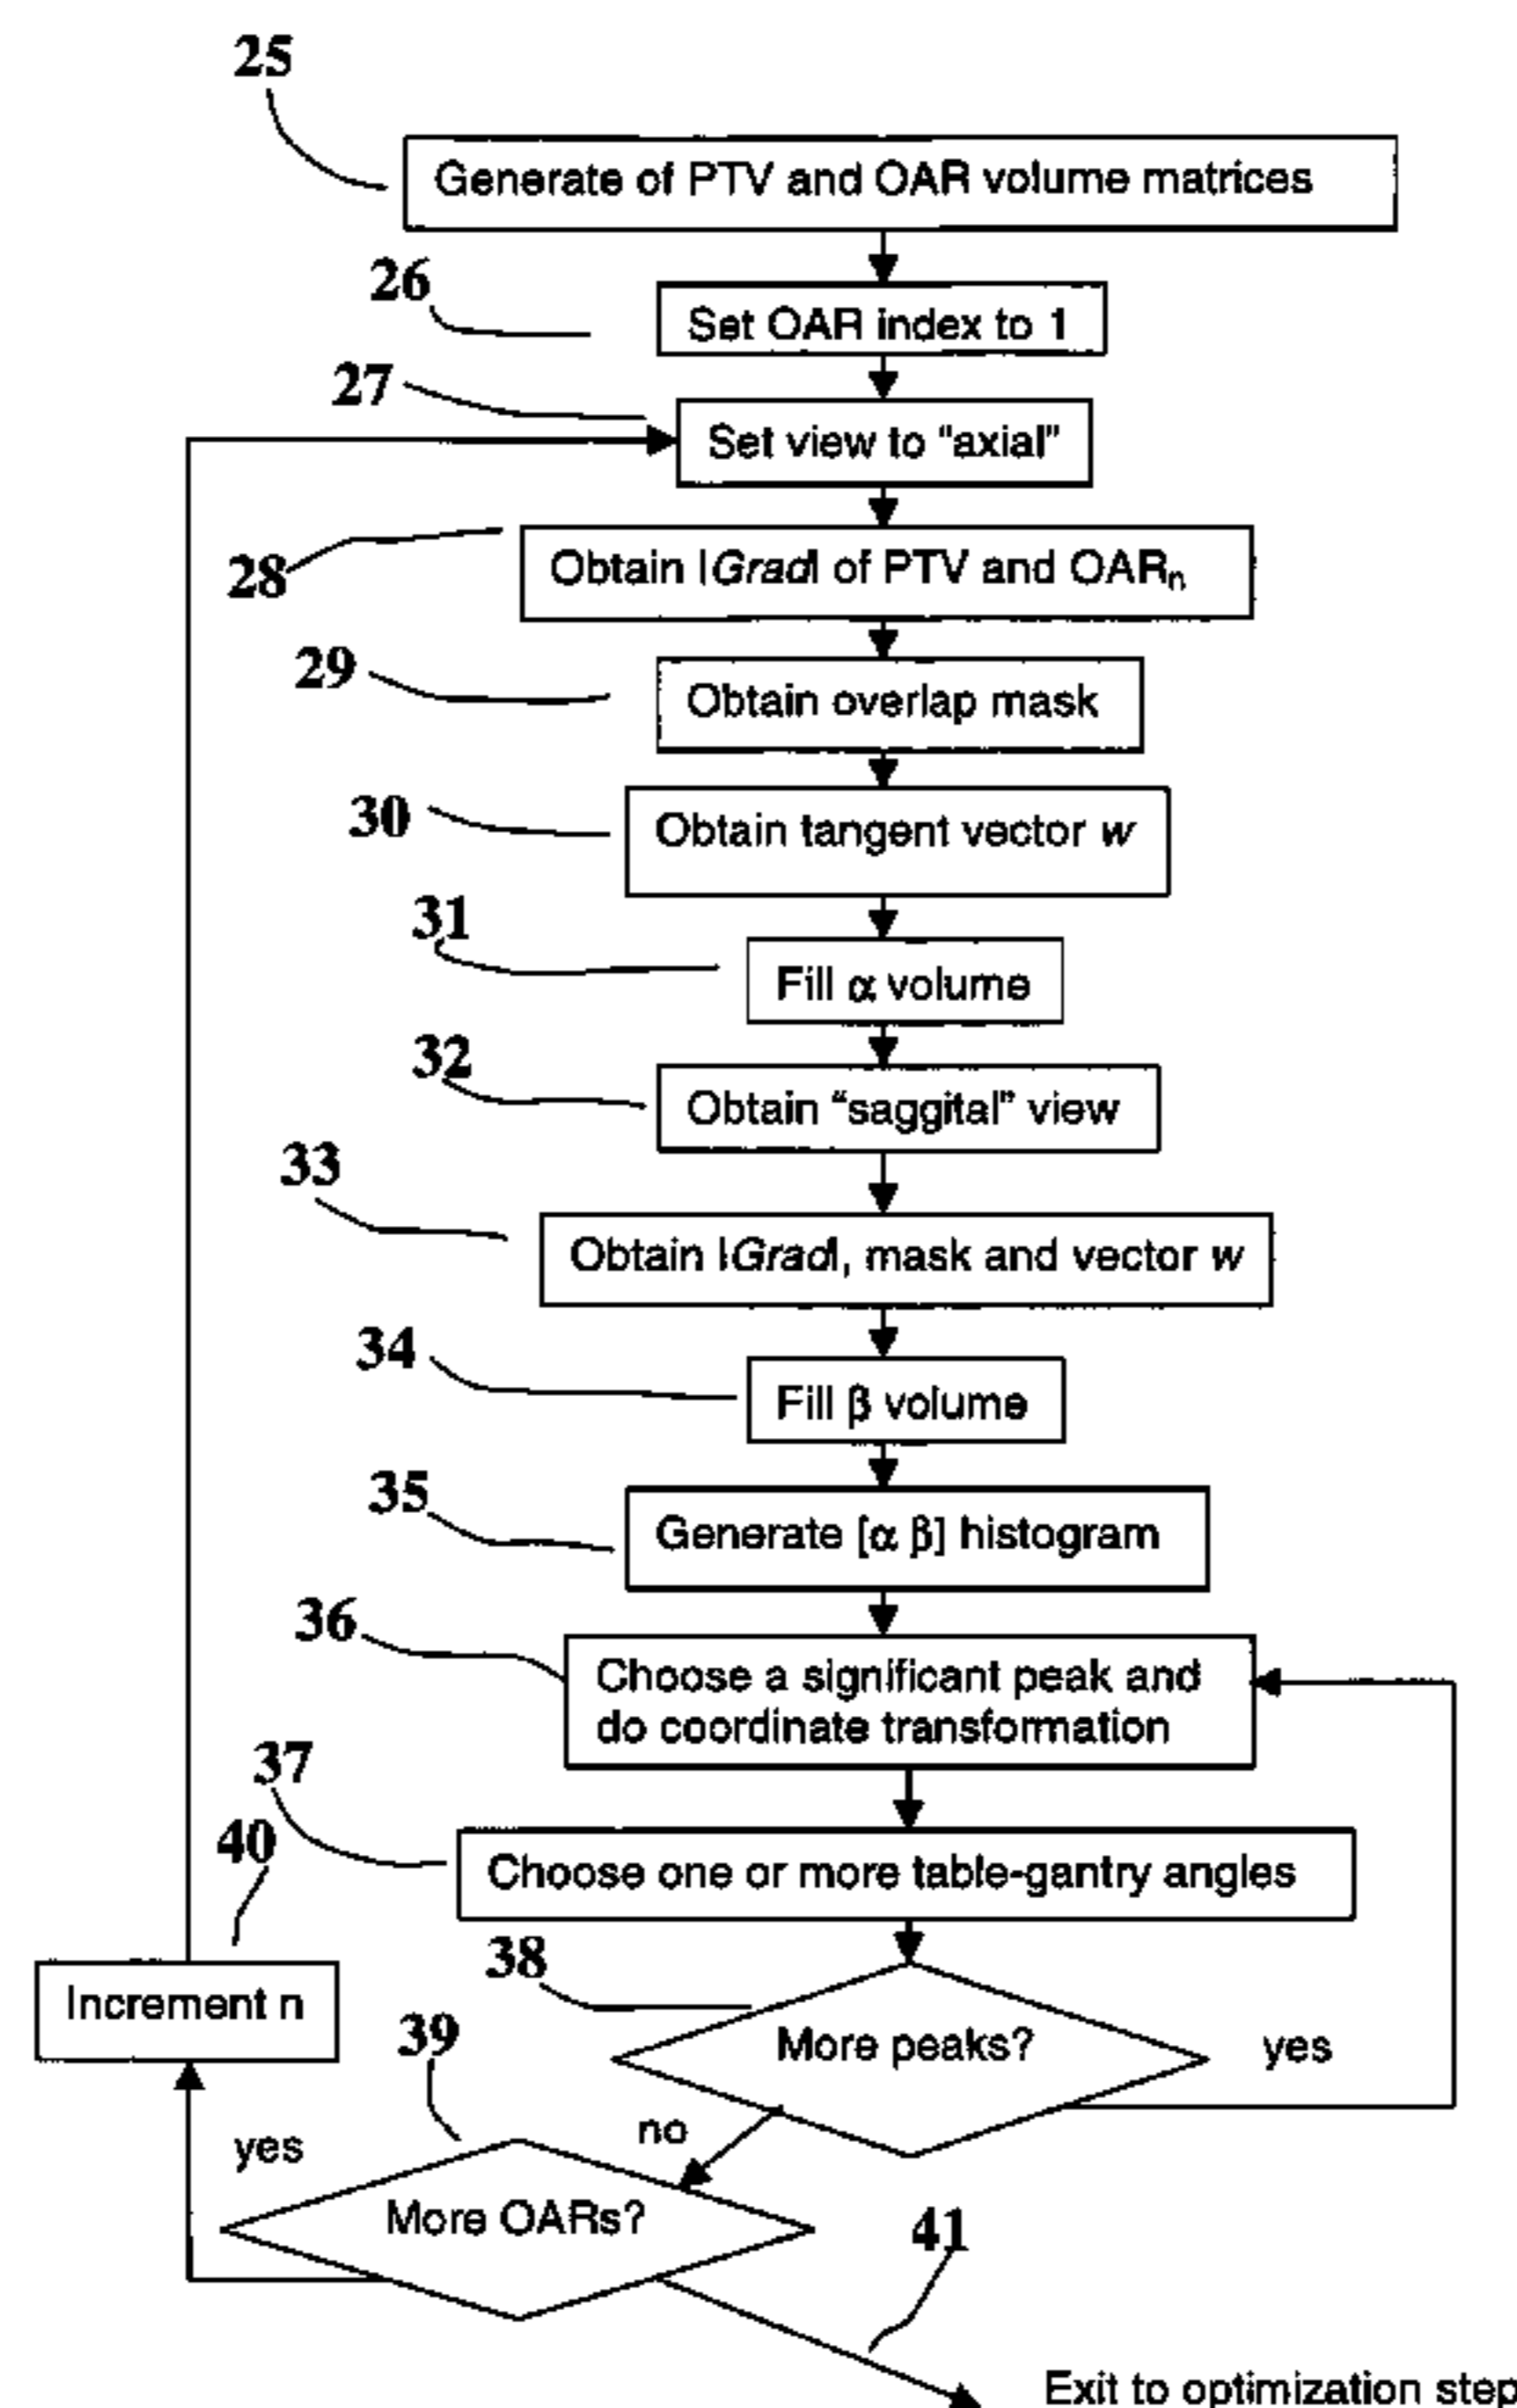 25
Generate of PTV and OAR volume matrices
26
Set OAR index to 1
27
Set view to “axial”
28
Obtain |Grad| of PTV and OARn
29
Obtain overlap mask
30
Obtain tangent vector w
31
Fill α volume
32
Obtain “saggital” view
33
Obtain |Grad|, mask and vector w
34
Fill β volume
35
Generate [α β] histogram
36
Choose a significant peak and
do coordinate transformation
37
Choose one or more table-gantry angles
40
Increment n
38
More peaks?
yes
no
39
yes
More OARs?
41
Exit to optimization step